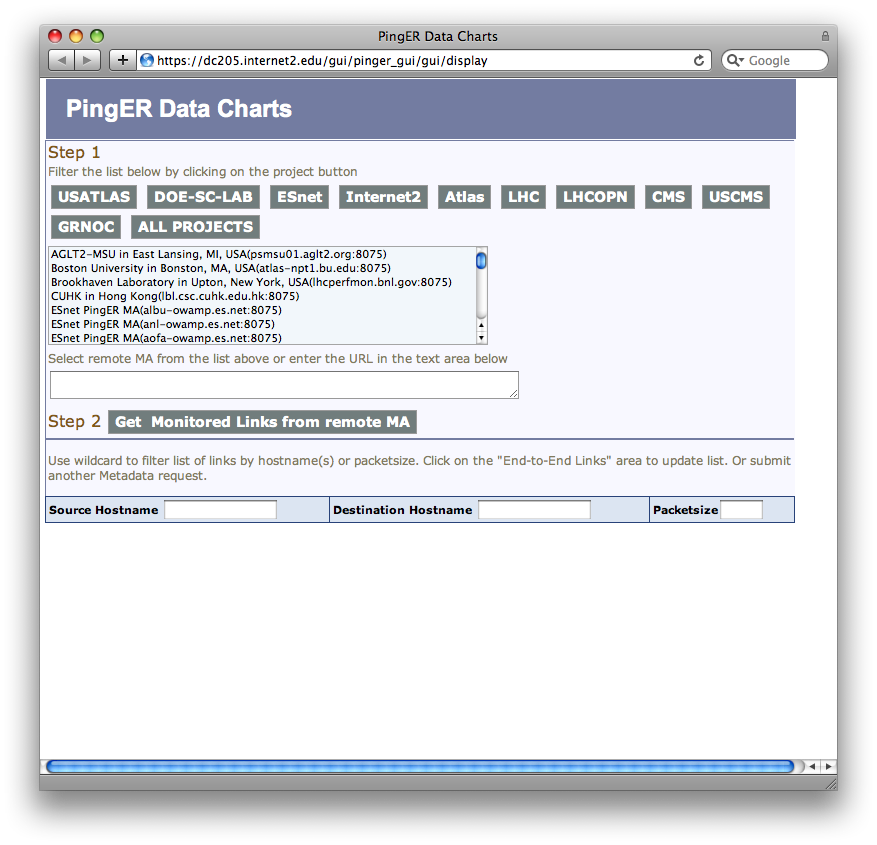 PingER Data Charts
https://dc205.internet2.edu/gui/pinger_gui/gui/display
Google
PingER Data Charts
Step 1
Filter the list below by clicking on the project button
USATLAS DOE-SC-LAB ESnet Internet2 Atlas LHC LHCOPN CMS USCMS
GRNOC ALL PROJECTS
AGLT2-MSU in East Lansing, MI, USA(psmsu01.aglt2.org:8075)
Boston University in Bonston, MA, USA(atlas-npt1.bu.edu:8075)
Brookhaven Laboratory in Upton, New York, USA(lhcperfmon.bnl.gov:8075)
CUHK in Hong Kong(lbl.csc.cuhk.edu.hk:8075)
ESnet PingER MA(albu-owamp.es.net:8075)
ESnet PingER MA(anl-owamp.es.net:8075)
ESnet PingER MA(aofa-owamp.es.net:8075)
Select remote MA from the list above or enter the URL in the text area below
Step 2 Get Monitored Links from remote MA
Use wildcard to filter list of links by hostname(s) or packetsize. Click on the "End-to-End Links" area to update list. Or submit
another Metadata request.
Source Hostname Destination Hostname Packetsize